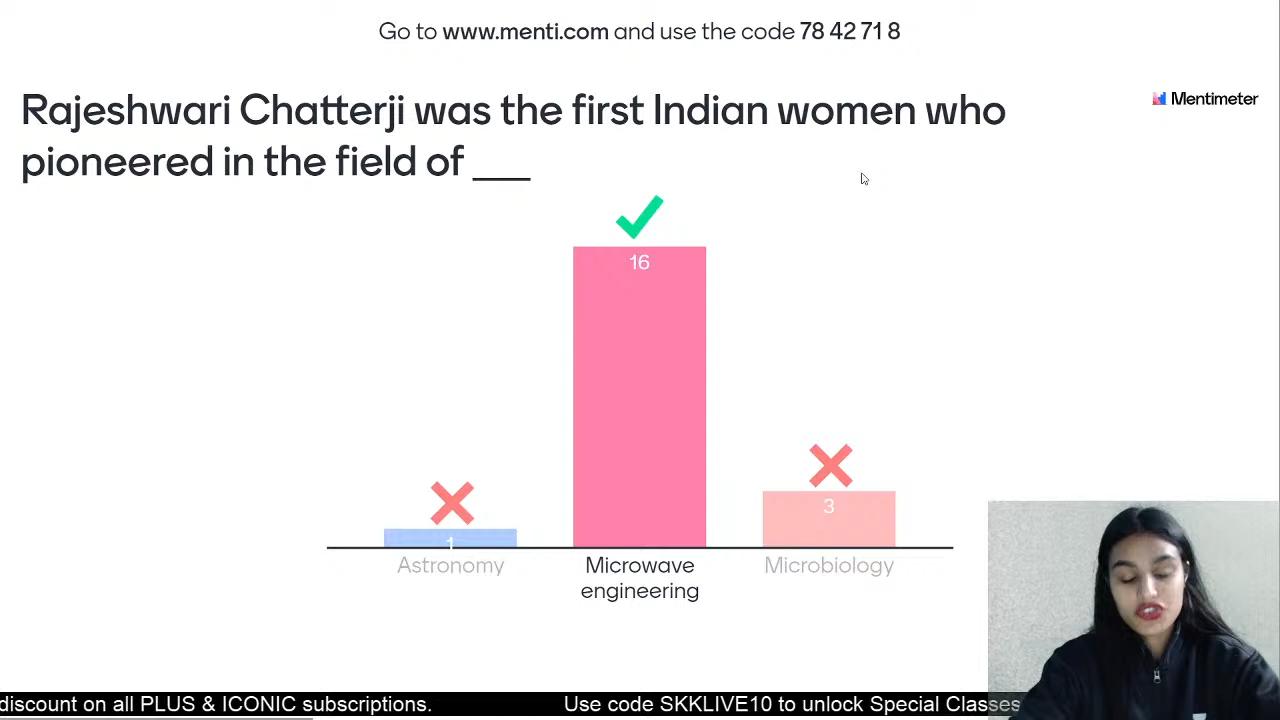 Go to www.menti.com and use the code 78 42 71 8
Rajeshwari Chatterji was the first Indian women who
pioneered in the field of ___
Mentimeter
16
3
1
Astronomy
Microwave
engineering
Microbiology
discount on all PLUS & ICONIC subscriptions.
Use code SKKLIVE10 to unlock Special Classes